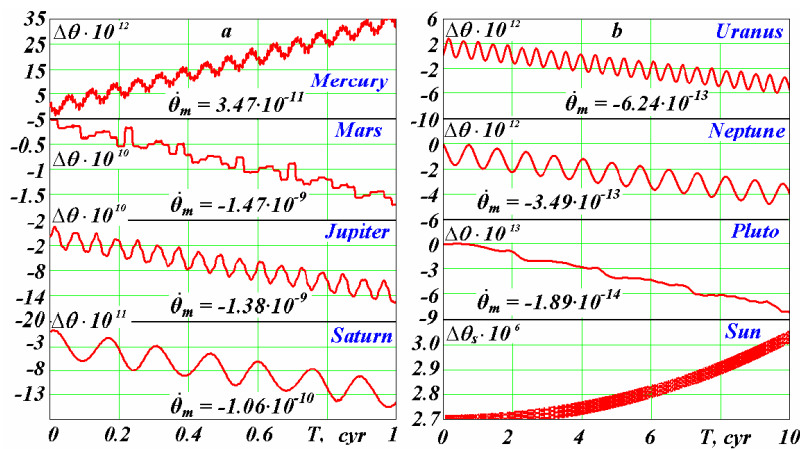 35
Δθ · 10¹² a
25
15
Mercury
5
θ̇m = 3.47·10⁻¹¹
-5
Mars
-0.5
Δθ · 10¹⁰
-1
-1.5
θ̇m = -1.47·10⁻⁹
-2
Δθ · 10¹⁰
Jupiter
-2
-8
-14
θ̇m = -1.38·10⁻⁹
-20
Δθ · 10¹¹
Saturn
-3
-8
-13
θ̇m = -1.06·10⁻¹⁰
0 0.2 0.4 0.6 T, cyr 1
6
Δθ · 10¹² b Uranus
2
-2
-6
θ̇m = -6.24·10⁻¹³
-10
Δθ · 10¹²
Neptune
0
-2
-4
θ̇m = -3.49·10⁻¹³
-6
Δθ · 10¹³ Pluto
0
-3
-6
θ̇m = -1.89·10⁻¹⁴
-9
Δθs · 10⁶ Sun
3.0
2.9
2.8
2.7
0 2 4 6 T, cyr 10